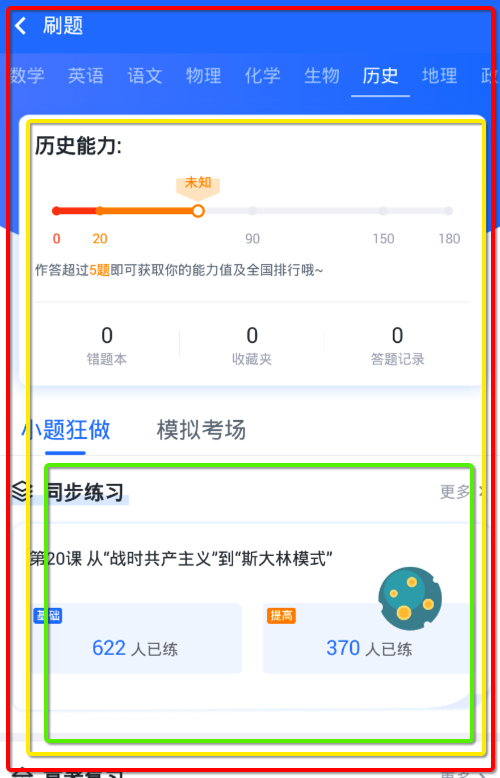 刷题
数学 英语 语文 物理 化学 生物 历史 地理 政
历史能力:
未知
0 20 90 150 180
作答超过5题即可获取你的能力值及全国排行哦~
0 0 0
错题本 收藏夹 答题记录
小题狂做 模拟考场
同步练习 更多
第20课 从“战时共产主义”到“斯大林模式”
基础 提高
622 人已练 370 人已练
高考复习 更多